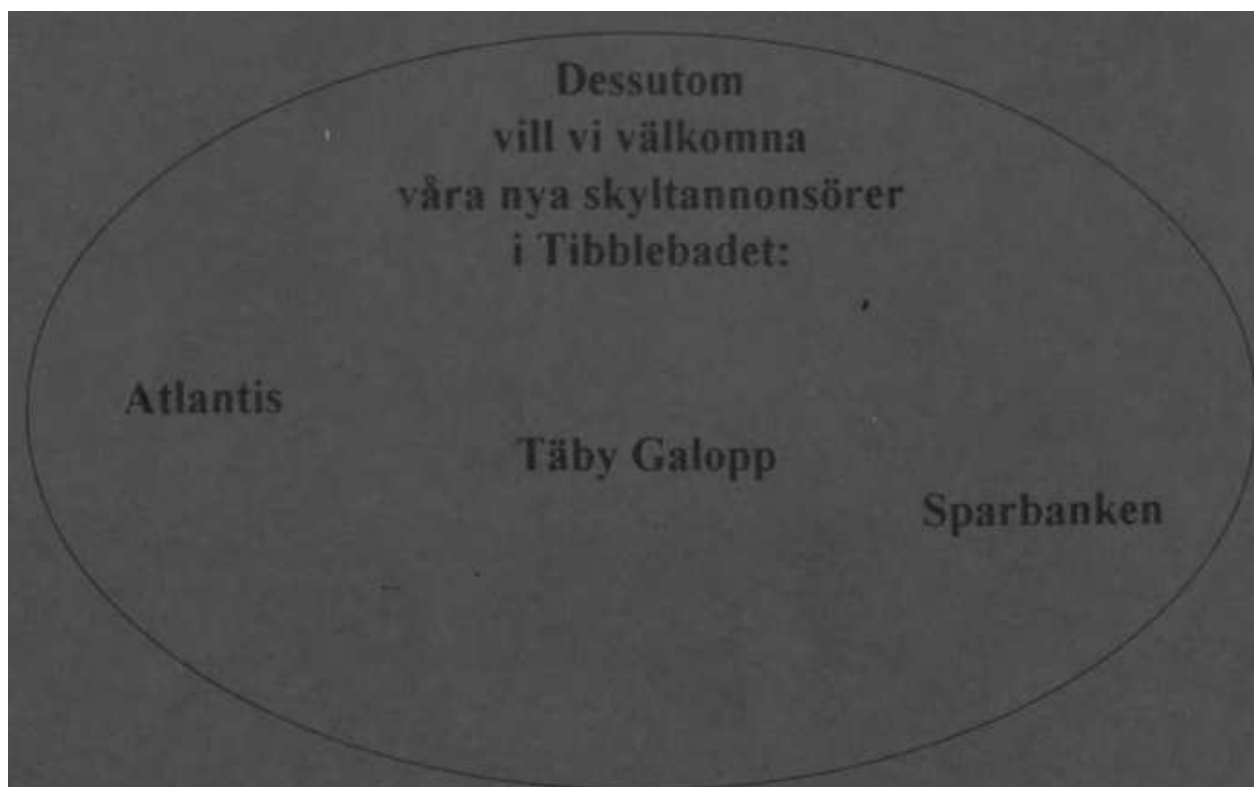 Dessutom
vill vi välkomna
våra nya skyltannonsörer
i Tibblebadet:
Atlantis
Täby Galopp
Sparbanken